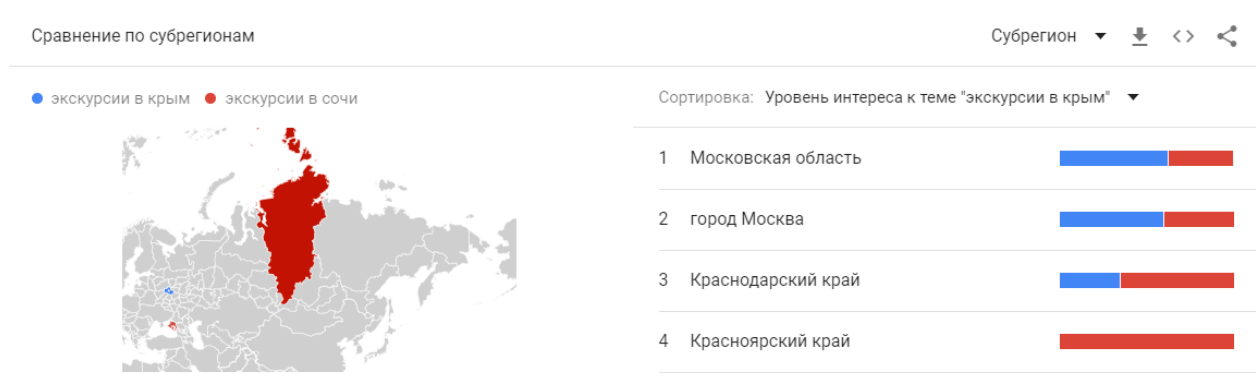 Сравнение по субрегионам
Субрегион
экскурсии в крым экскурсии в сочи
Сортировка: Уровень интереса к теме "экскурсии в крым"
1 Московская область
2 город Москва
3 Краснодарский край
4 Красноярский край